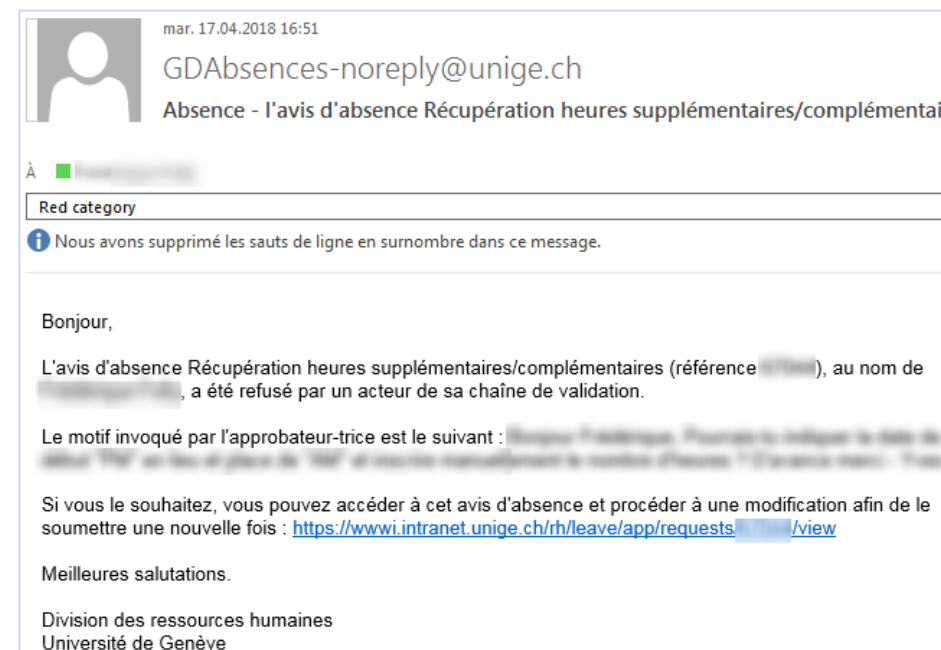 mar. 17.04.2018 16:51
GDAbsences-noreply@unige.ch
Absence - l'avis d'absence Récupération heures supplémentaires/complémentai
À
Red category
Nous avons supprimé les sauts de ligne en surnombre dans ce message.
Bonjour,
L'avis d'absence Récupération heures supplémentaires/complémentaires (référence ), au nom de
, a été refusé par un acteur de sa chaîne de validation.
Le motif invoqué par l'approbateur-trice est le suivant :
Si vous le souhaitez, vous pouvez accéder à cet avis d'absence et procéder à une modification afin de le
soumettre une nouvelle fois : https://wwwi.intranet.unige.ch/rh/leave/app/requests/ /view
Meilleures salutations.
Division des ressources humaines
Université de Genève